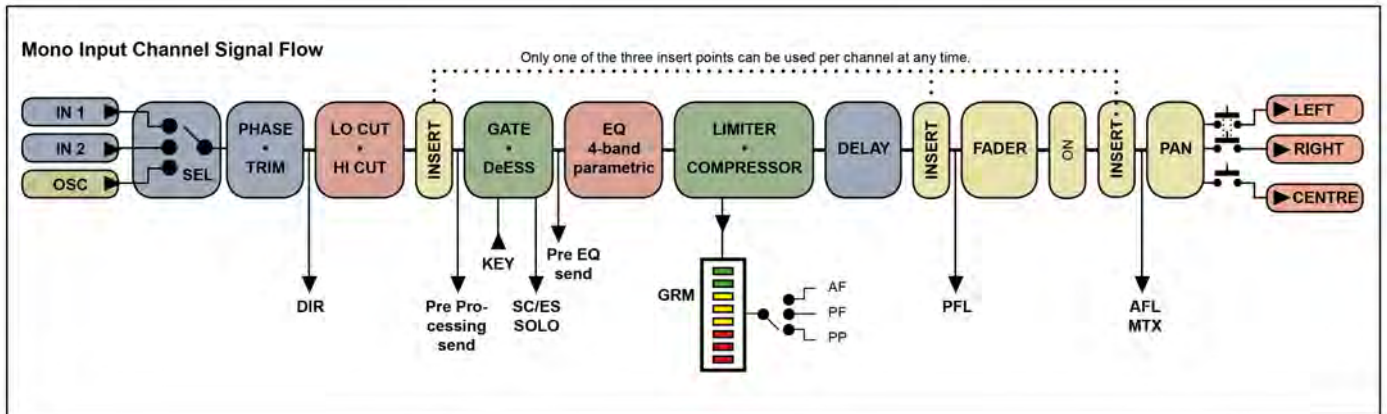 Mono Input Channel Signal Flow
Only one of the three insert points can be used per channel at any time.
IN 1
IN 2
OSC
SEL
PHASE
•
TRIM
LO CUT
•
HI CUT
INSERT
GATE
•
DeESS
EQ
4-band
parametric
LIMITER
•
COMPRESSOR
DELAY
INSERT
FADER
ON
INSERT
PAN
LEFT
RIGHT
CENTRE
DIR
Pre Pro-
cessing
send
KEY
SC/ES
SOLO
Pre EQ
send
GRM
AF
PF
PP
PFL
AFL
MTX